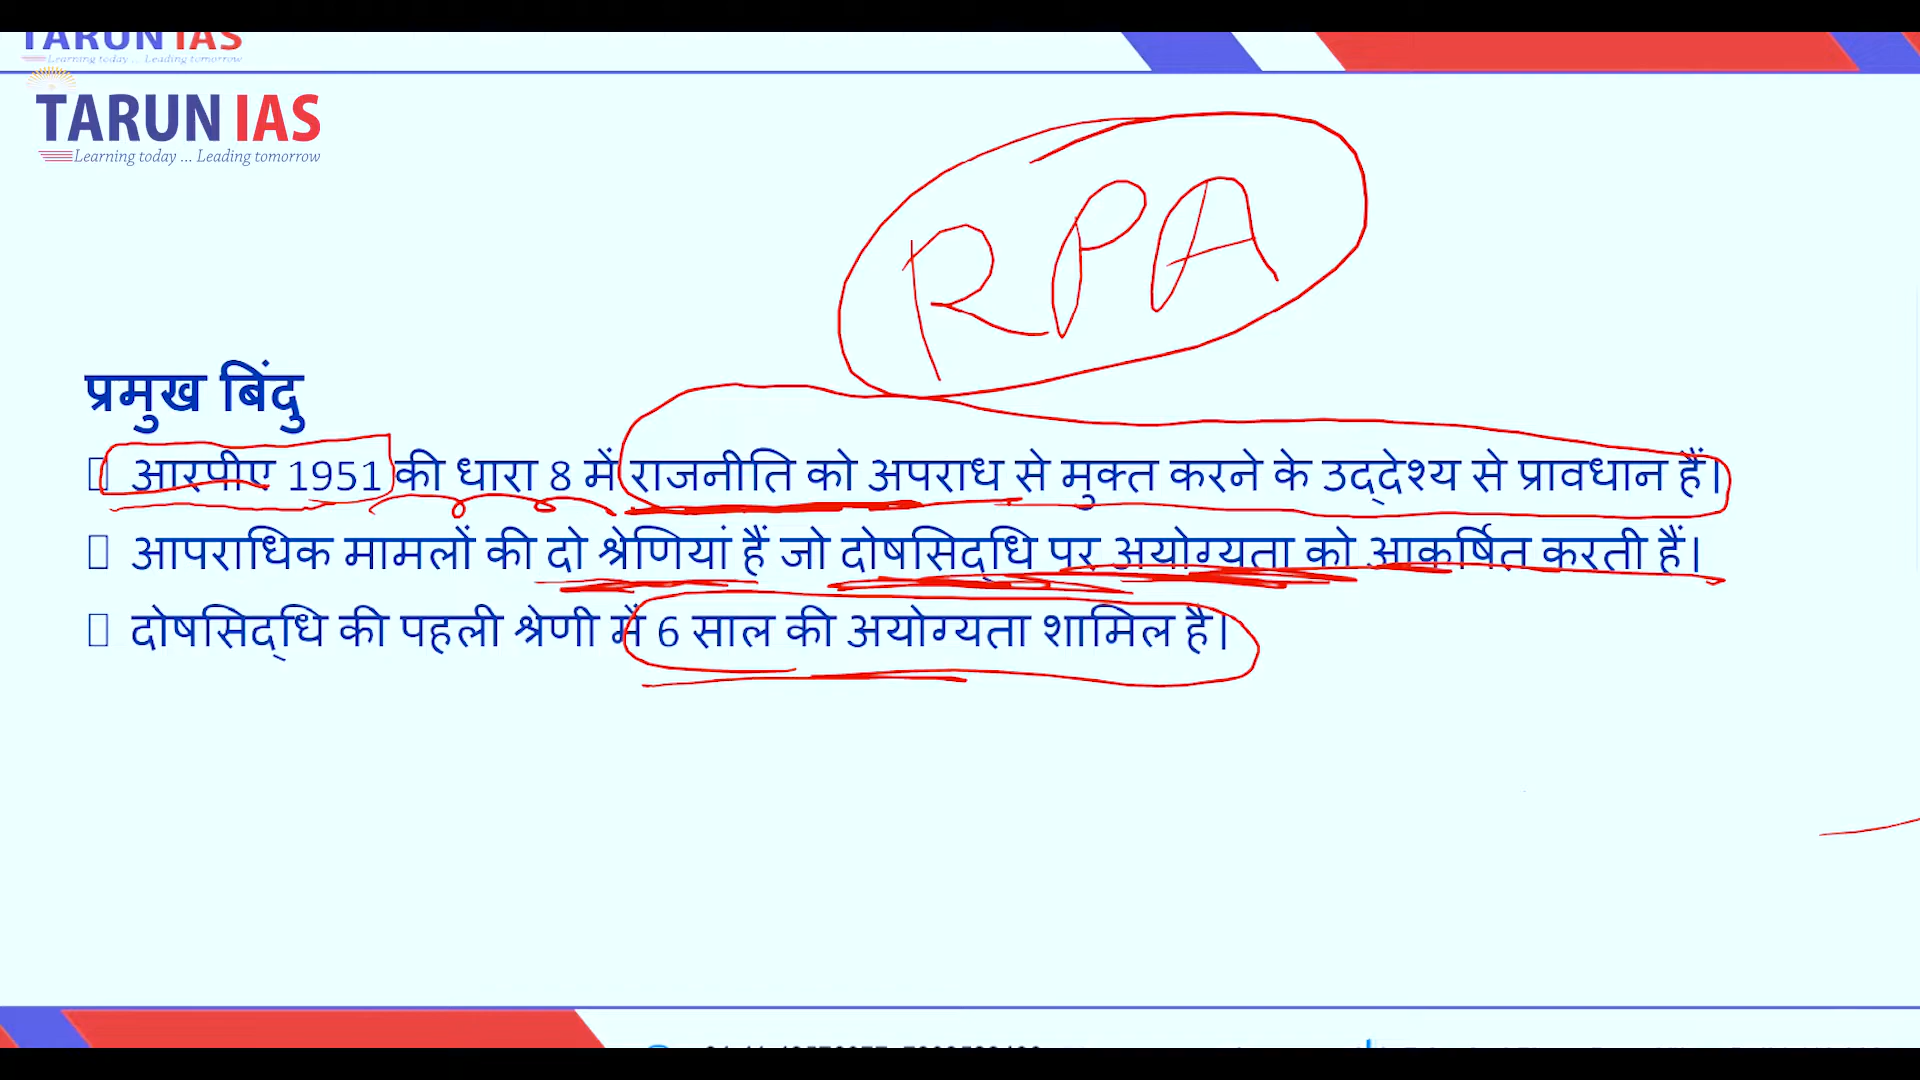 TARUN IAS
Learning today ... Leading tomorrow
TARUN IAS
Learning today ... Leading tomorrow
RPA
प्रमुख बिंदु
आरपीए 1951 की धारा 8 में राजनीति को अपराध से मुक्त करने के उद्देश्य से प्रावधान हैं।
आपराधिक मामलों की दो श्रेणियां हैं जो दोषसिद्धि पर अयोग्यता को आकर्षित करती हैं।
दोषसिद्धि की पहली श्रेणी में 6 साल की अयोग्यता शामिल है।